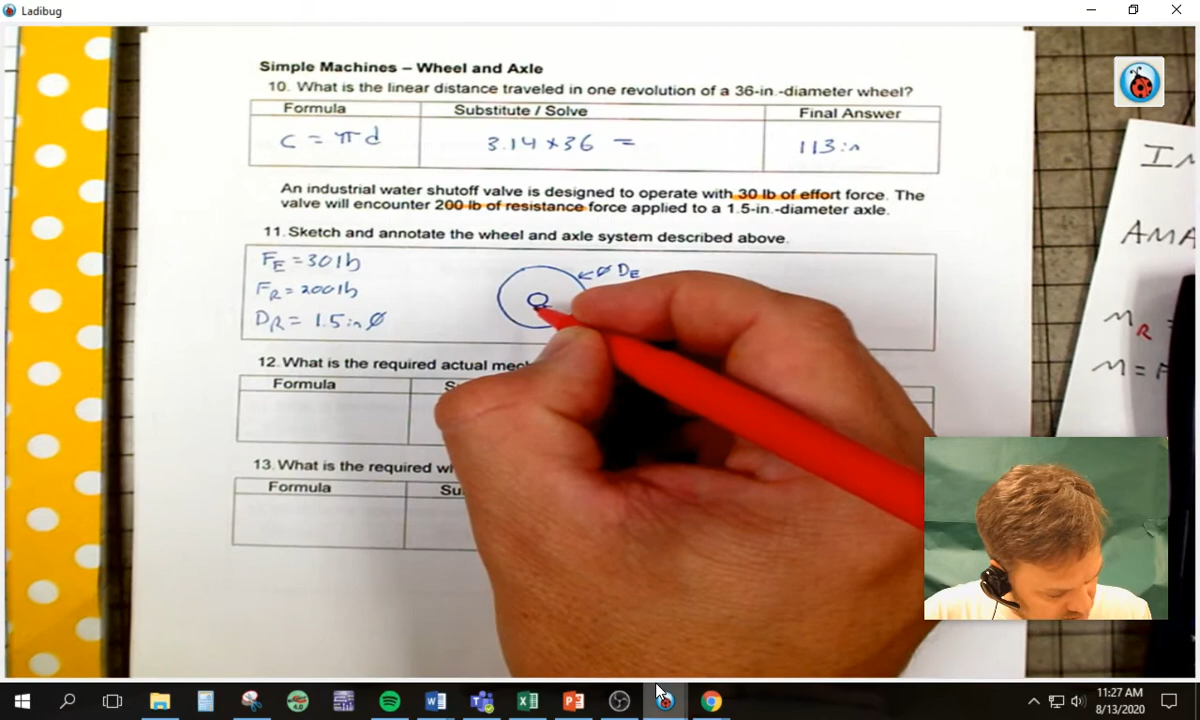 Ladibug
Simple Machines – Wheel and Axle
10. What is the linear distance traveled in one revolution of a 36-in.-diameter wheel?
Formula Substitute / Solve Final Answer
C = πd 3.14 x 36 = 113 in
An industrial water shutoff valve is designed to operate with 30 lb of effort force. The
valve will encounter 200 lb of resistance force applied to a 1.5-in.-diameter axle.
11. Sketch and annotate the wheel and axle system described above.
FE = 30 lb
Ø DE
FR = 200 lb
DR = 1.5 in Ø
12. What is the required actual
Formula
13. What is the required
Formula
AMA
MR =
4.0
11:27 AM
8/13/2020